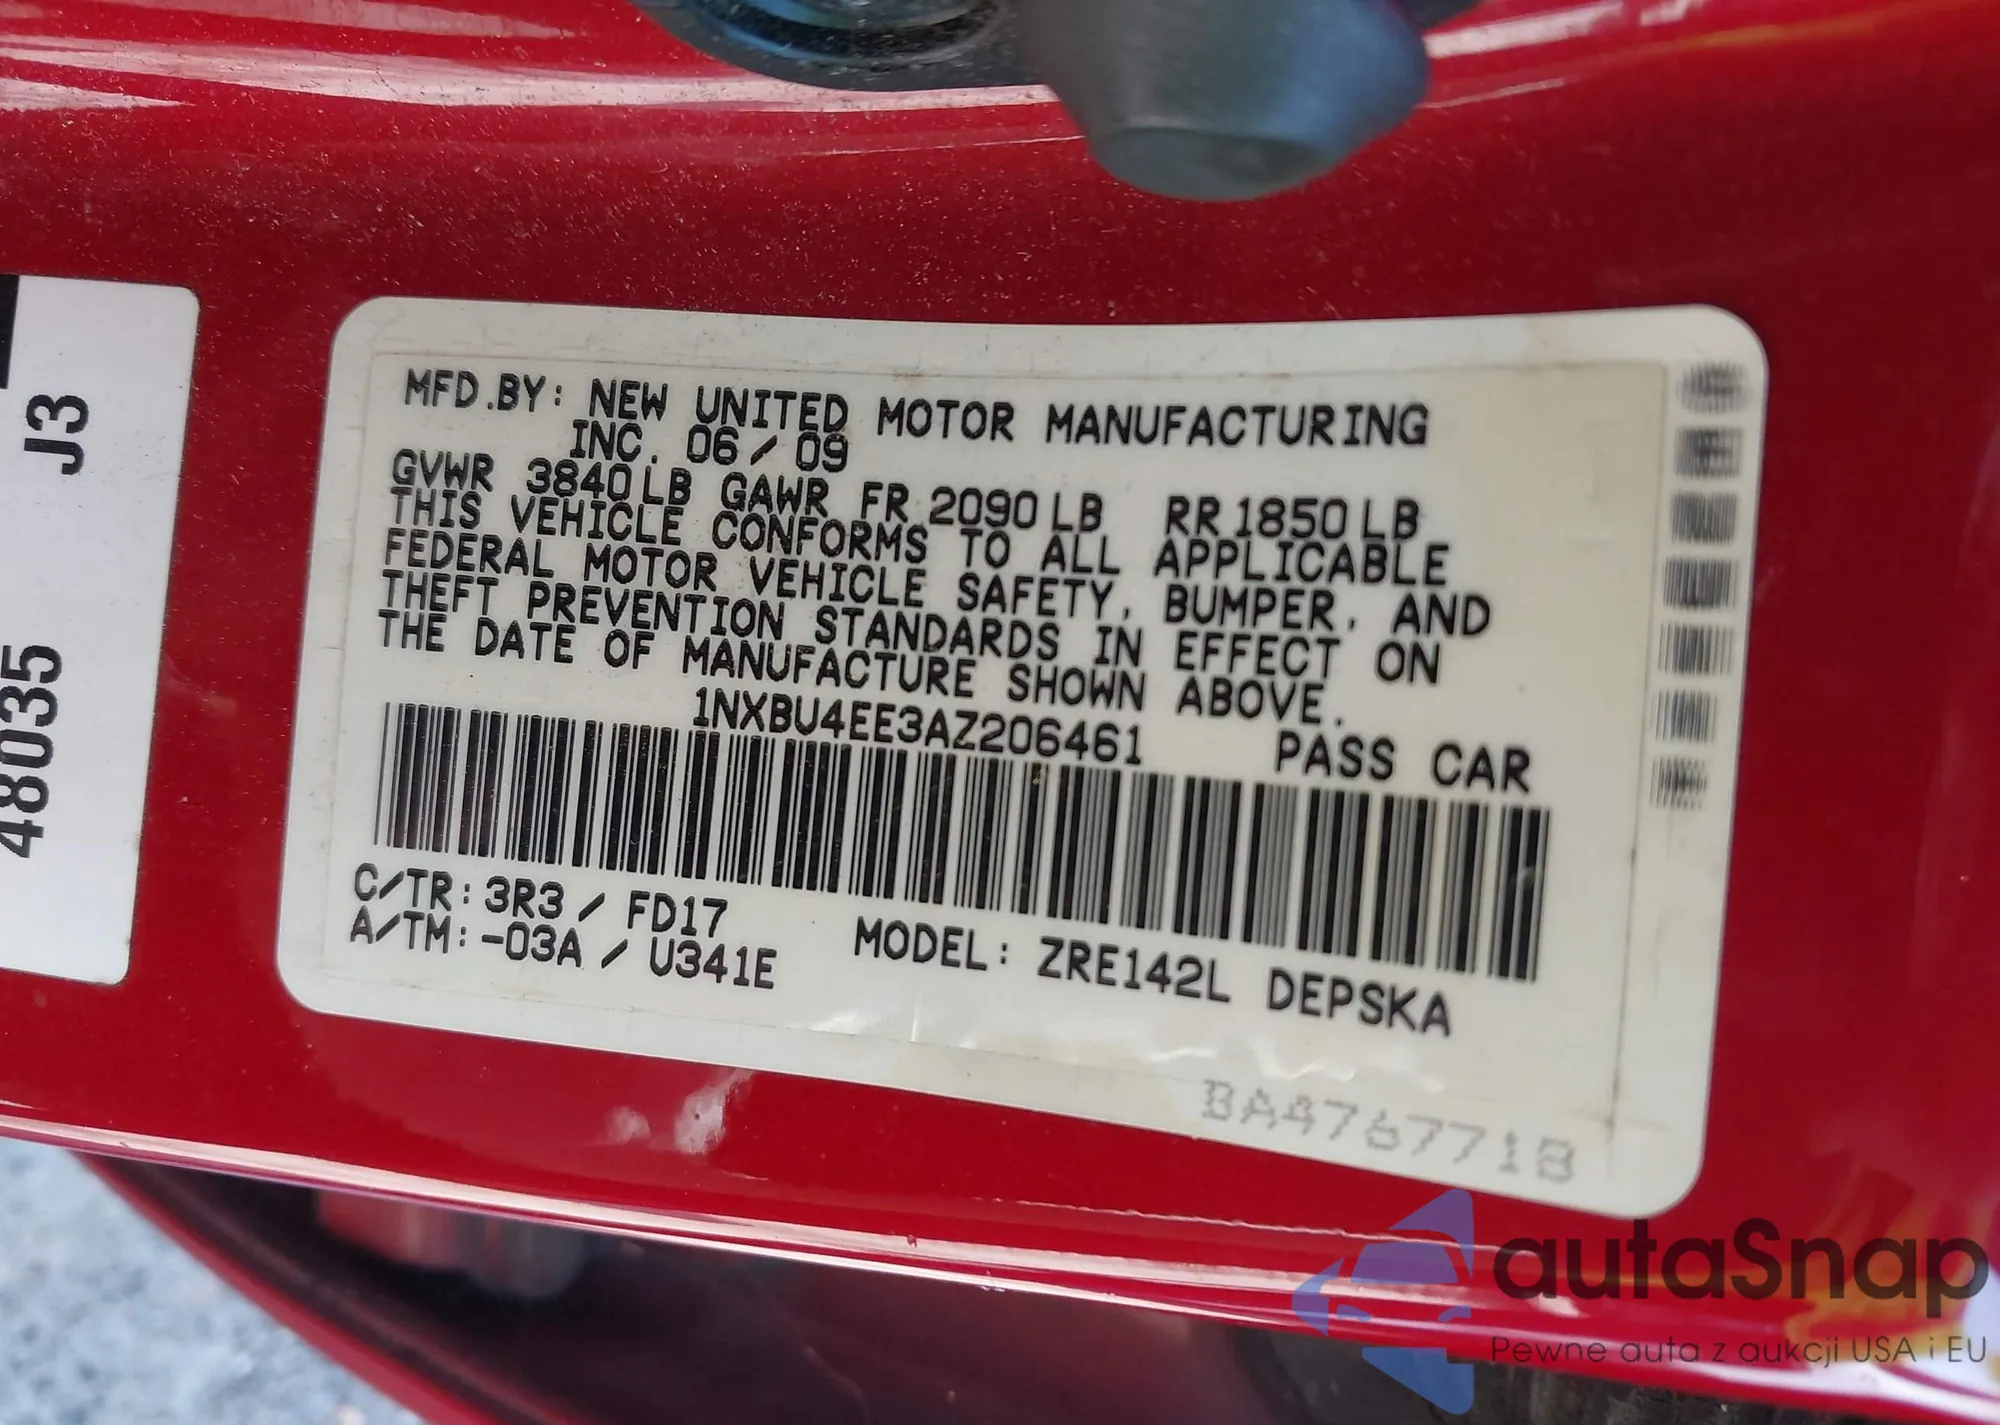 J3
48035
MFD.BY: NEW UNITED MOTOR MANUFACTURING
INC. 06/09
GVWR 3840LB GAWR FR 2090LB RR1850LB
THIS VEHICLE CONFORMS TO ALL APPLICABLE
FEDERAL MOTOR VEHICLE SAFETY, BUMPER, AND
THEFT PREVENTION STANDARDS IN EFFECT ON
THE DATE OF MANUFACTURE SHOWN ABOVE.
1NXBU4EE3AZ206461 PASS CAR
C/TR: 3R3 / FD17
A/TM: -03A / U341E
MODEL: ZRE142L DEPSKA
BAA767718
autaSnap
Pewne auta z aukcji USA i EU